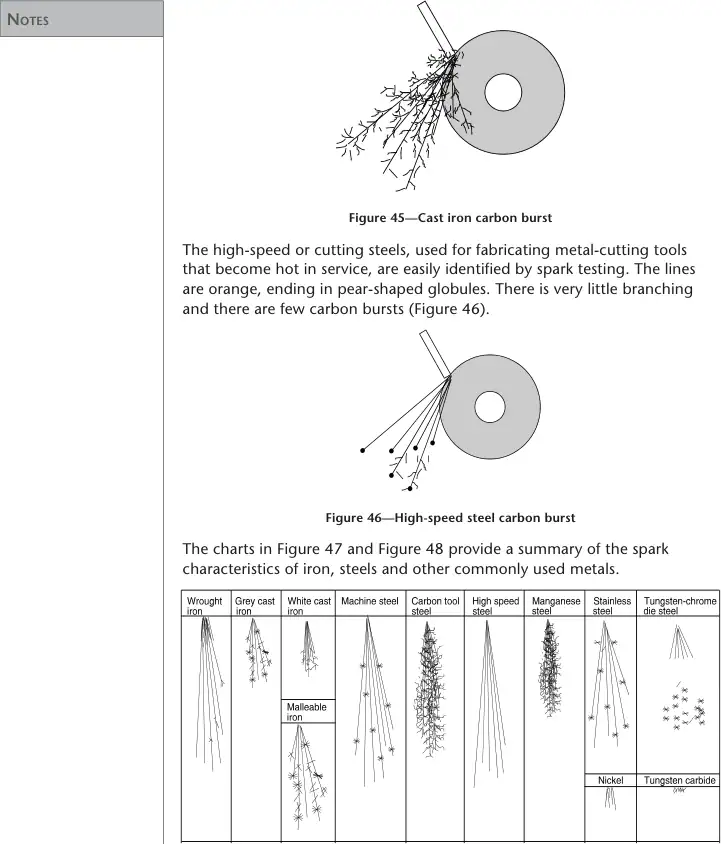 NOTES
Figure 45—Cast iron carbon burst
The high-speed or cutting steels, used for fabricating metal-cutting tools
that become hot in service, are easily identified by spark testing. The lines
are orange, ending in pear-shaped globules. There is very little branching
and there are few carbon bursts (Figure 46).
Figure 46—High-speed steel carbon burst
The charts in Figure 47 and Figure 48 provide a summary of the spark
characteristics of iron, steels and other commonly used metals.
Wrought
iron
Grey cast
iron
White cast
iron
Machine steel
Carbon tool
steel
High speed
steel
Manganese
steel
Stainless
steel
Tungsten-chrome
die steel
Malleable
iron
Nickel
Tungsten carbide